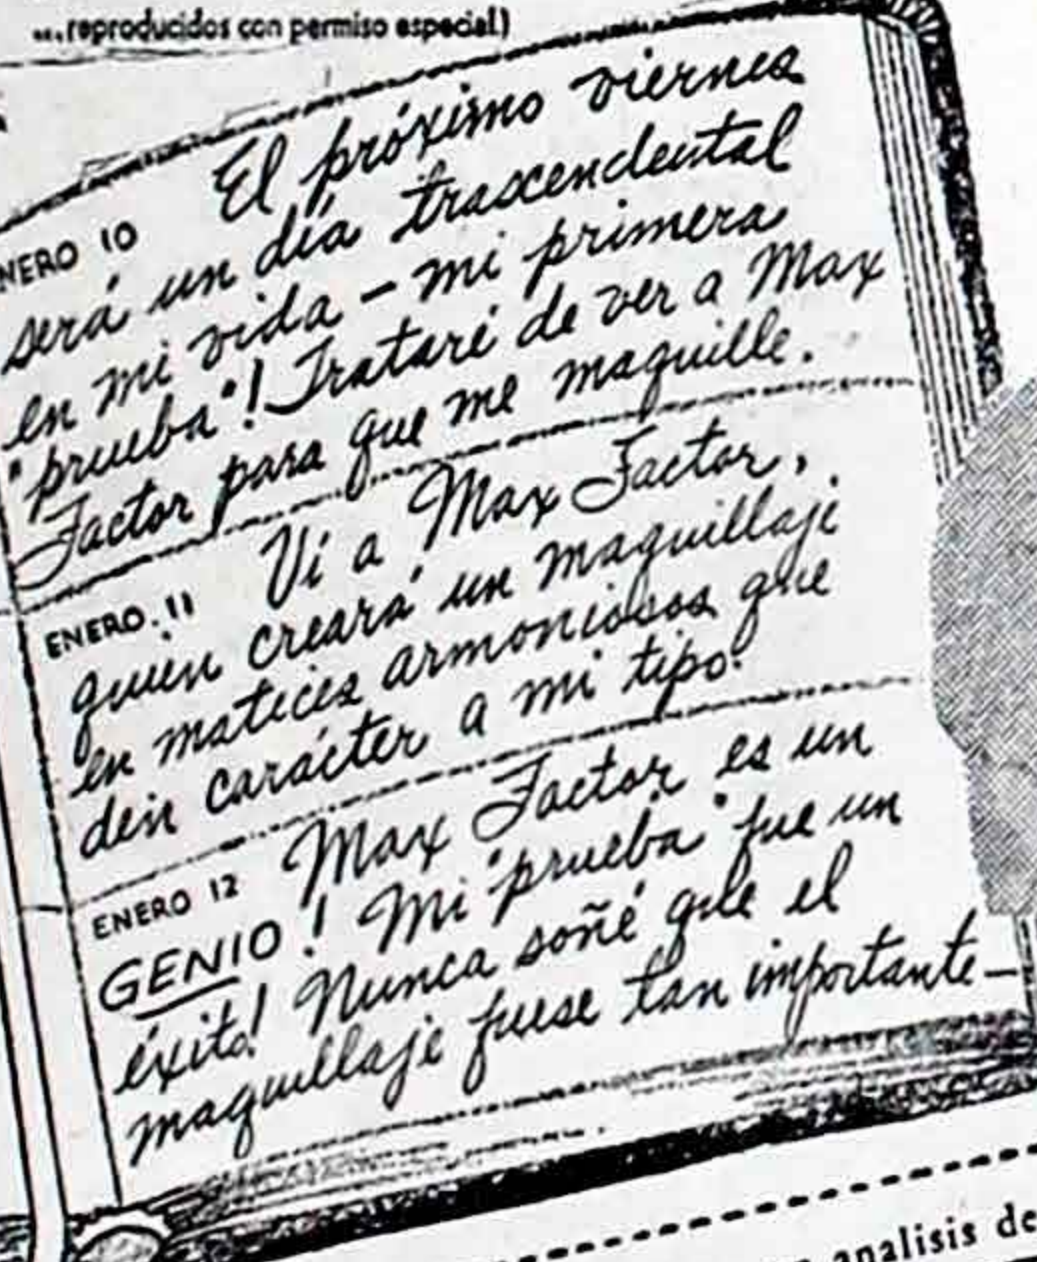 ...reproducidos con permiso especial)
NERO 10 El próximo viernes
será un día trascendental
en mi vida - mi primera
"prueba"! Trataré de ver a Max
Factor para que me maquille.
ENERO. 11 Vi a Max Factor,
quien creará un maquillaje
en matices armoniosos que
den carácter a mi tipo.
ENERO 12 Max Factor es un
GENIO! Mi "prueba" fue un
éxito! Nunca soñé que el
maquillaje fuese tan importante—
analisis de